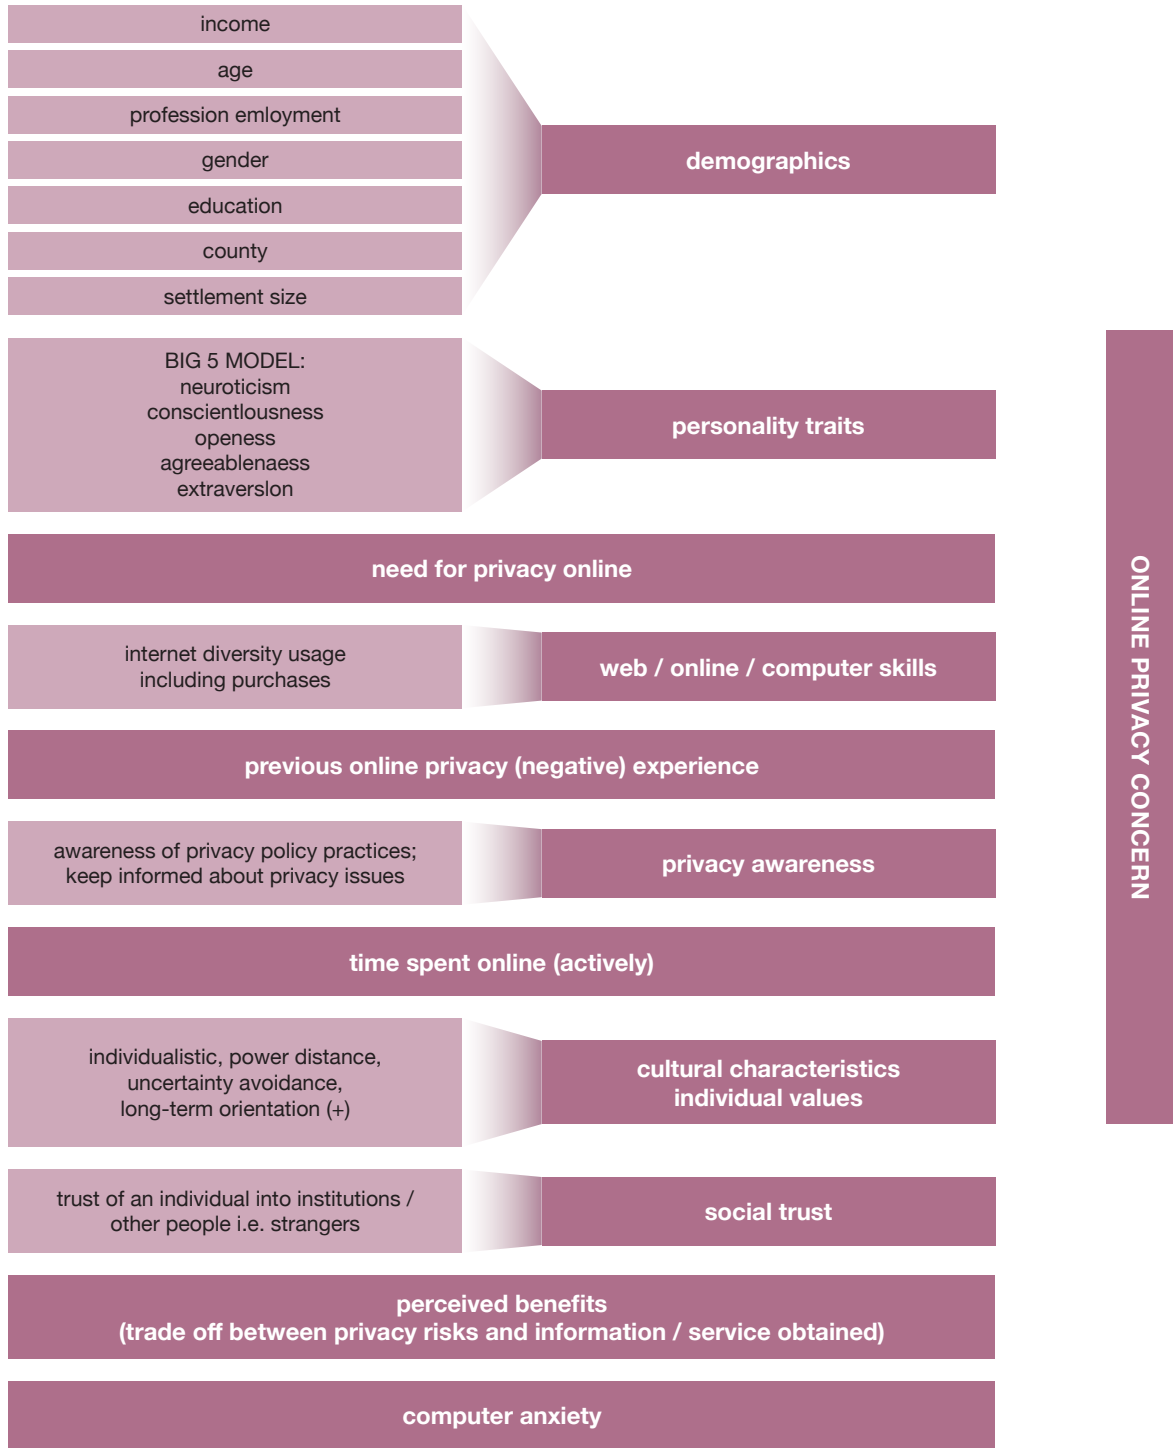 income
age
profession emloyment
gender
education
county
settlement size
demographics
BIG 5 MODEL:
neuroticism
conscientlousness
openess
agreeablenaess
extraverslon
personality traits
need for privacy online
internet diversity usage
including purchases
web / online / computer skills
previous online privacy (negative) experience
awareness of privacy policy practices;
keep informed about privacy issues
privacy awareness
time spent online (actively)
individualistic, power distance,
uncertainty avoidance,
long-term orientation (+)
cultural characteristics
individual values
trust of an individual into institutions /
other people i.e. strangers
social trust
perceived benefits
(trade off between privacy risks and information / service obtained)
computer anxiety
ONLINE PRIVACY CONCERN